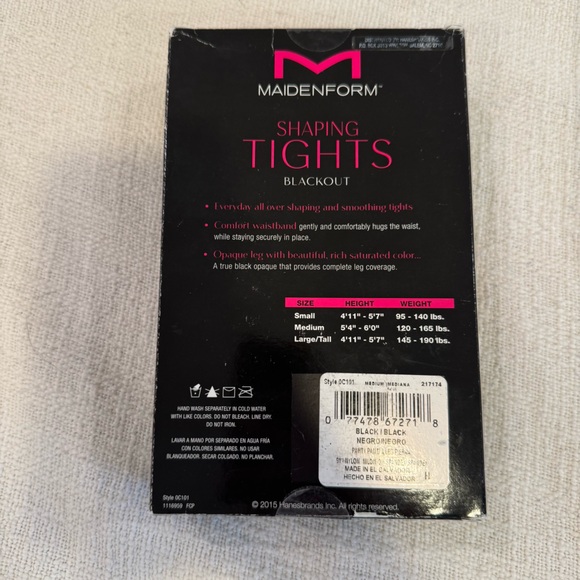 M
MAIDENFORM™
SHAPING
TIGHTS
BLACKOUT
• Everyday all over shaping and smoothing tights
• Comfort waistband gently and comfortably hugs the waist,
while staying securely in place.
• Opaque leg with beautiful, rich saturated color...
A true black opaque that provides complete leg coverage.
SIZE HEIGHT WEIGHT
Small 4'11" - 5'7" 95 - 140 lbs.
Medium 5'4" - 6'0" 120 - 165 lbs.
Large/Tall 4'11" - 5'7" 145 - 190 lbs.
HAND WASH SEPARATELY IN COLD WATER
WITH LIKE COLORS. DO NOT BLEACH. LINE DRY.
DO NOT IRON.
LAVAR A MANO POR SEPARADO EN AGUA FRÍA
CON COLORES SIMILARES. NO USAR
BLANQUEADOR. SECAR COLGADO. NO PLANCHAR.
Style 0C101
1116959 FCP
Style 0C101 MEDIUM /MEDIANA 217174
0 77478 67271 8
BLACK / BLACK
NEGRO/NEGRO
MADE IN EL SALVADOR
HECHO EN EL SALVADOR
© 2015 Hanesbrands Inc. All rights reserved.